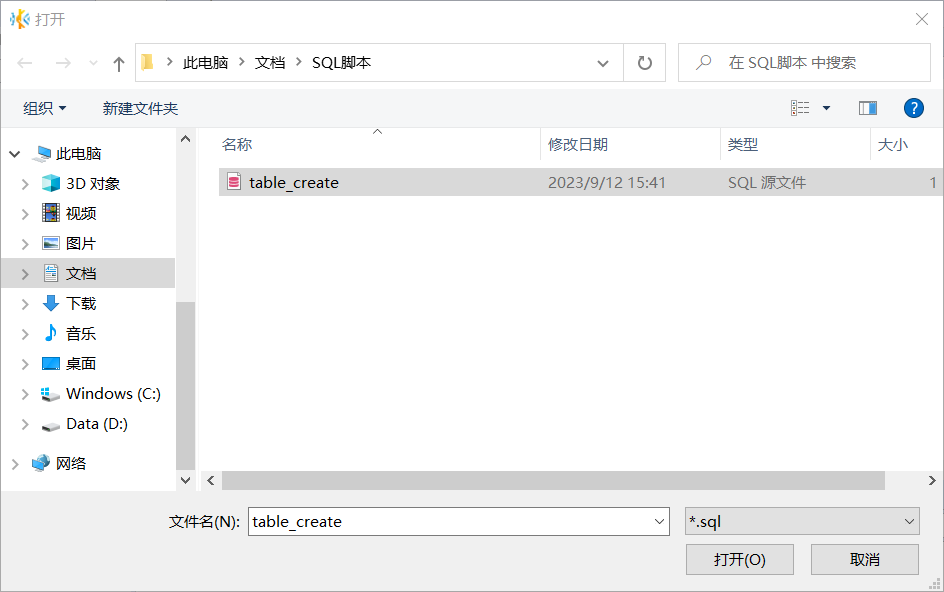 打开
此电脑 文档 SQL脚本 在 SQL脚本 中搜索
组织 新建文件夹
名称 修改日期 类型 大小
table_create 2023/9/12 15:41 SQL 源文件 1
此电脑
3D 对象
视频
图片
文档
下载
音乐
桌面
Windows (C:)
Data (D:)
网络
文件名(N): table_create *.sql
打开(O) 取消